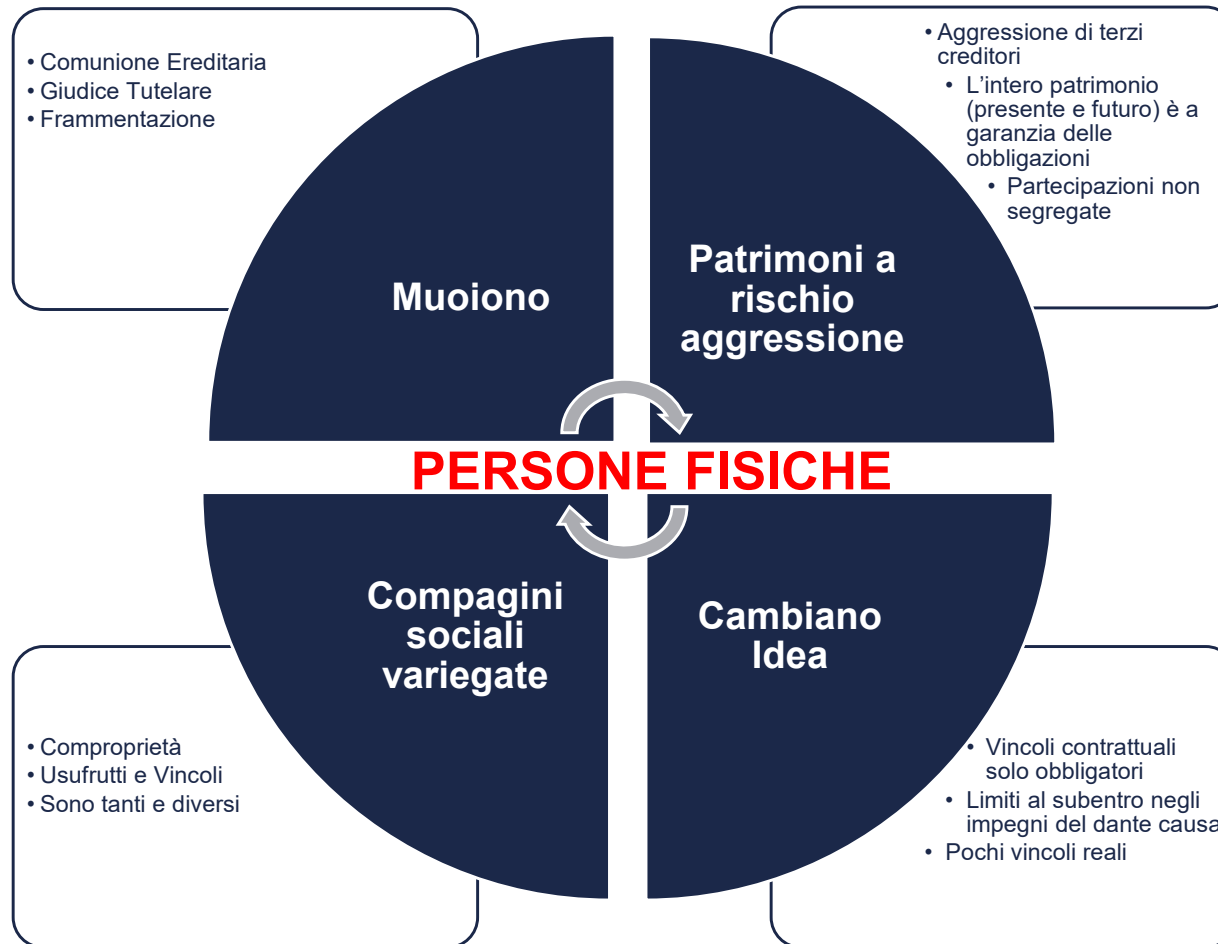 • Comunione Ereditaria
• Giudice Tutelare
• Frammentazione
• Aggressione di terzi
creditori
• L'intero patrimonio
(presente e futuro) è a
garanzia delle
obbligazioni
• Partecipazioni non
segregate
Muoiono
Patrimoni a
rischio
aggressione
PERSONE FISICHE
Compagini
sociali
variegate
Cambiano
Idea
• Comproprietà
• Usufrutti e Vincoli
• Sono tanti e diversi
• Vincoli contrattuali
solo obbligatori
• Limiti al subentro negli
impegni del dante causa
• Pochi vincoli reali